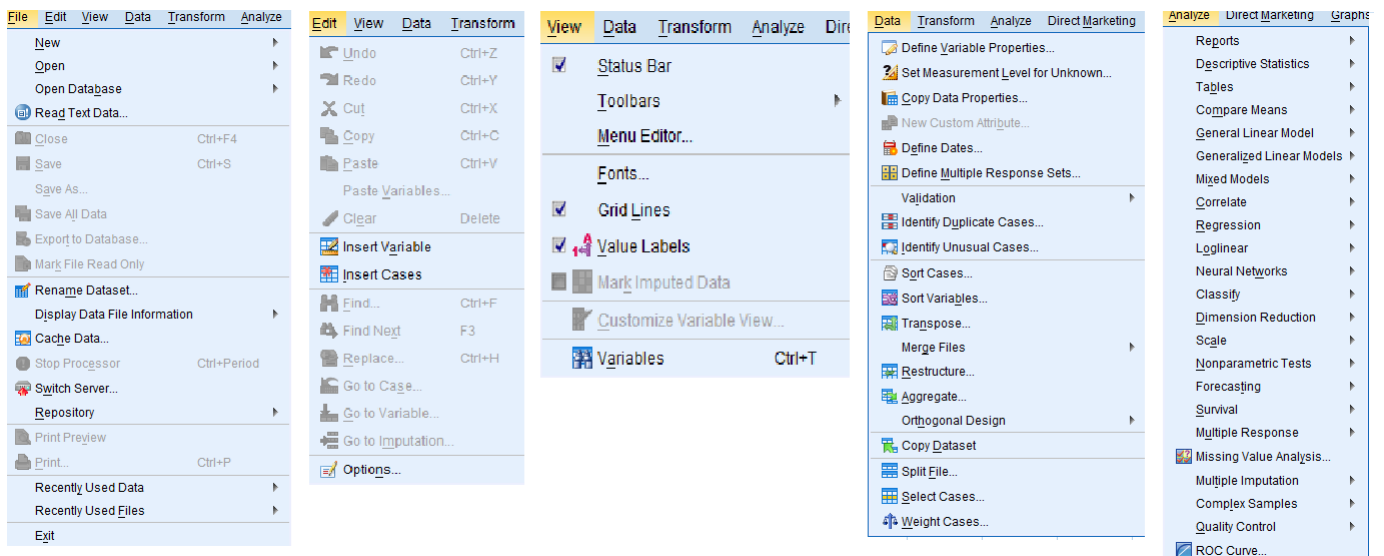 File Edit View Data Transform Analyze
New
Open
Open Database
Read Text Data...
Close Ctrl+F4
Save Ctrl+S
Save As...
Save All Data
Export to Database...
Mark File Read Only
Rename Dataset...
Display Data File Information
Cache Data...
Stop Processor Ctrl+Period
Switch Server...
Repository
Print Preview
Print... Ctrl+P
Recently Used Data
Recently Used Files
Exit
Edit View Data Transform
Undo Ctrl+Z
Redo Ctrl+Y
Cut Ctrl+X
Copy Ctrl+C
Paste Ctrl+V
Paste Variables...
Clear Delete
Insert Variable
Insert Cases
Find... Ctrl+F
Find Next F3
Replace... Ctrl+H
Go to Case...
Go to Variable...
Go to Imputation...
Options...
View Data Transform Analyze Dire
Status Bar
Toolbars
Menu Editor...
Fonts...
Grid Lines
Value Labels
Mark Imputed Data
Customize Variable View...
Variables Ctrl+T
Data Transform Analyze Direct Marketing
Define Variable Properties...
Set Measurement Level for Unknown...
Copy Data Properties...
New Custom Attribute...
Define Dates...
Define Multiple Response Sets...
Validation
Identify Duplicate Cases...
Identify Unusual Cases...
Sort Cases...
Sort Variables...
Transpose...
Merge Files
Restructure...
Aggregate...
Orthogonal Design
Copy Dataset
Split File...
Select Cases...
Weight Cases...
Analyze Direct Marketing Graphs
Reports
Descriptive Statistics
Tables
Compare Means
General Linear Model
Generalized Linear Models
Mixed Models
Correlate
Regression
Loglinear
Neural Networks
Classify
Dimension Reduction
Scale
Nonparametric Tests
Forecasting
Survival
Multiple Response
Missing Value Analysis...
Multiple Imputation
Complex Samples
Quality Control
ROC Curve...